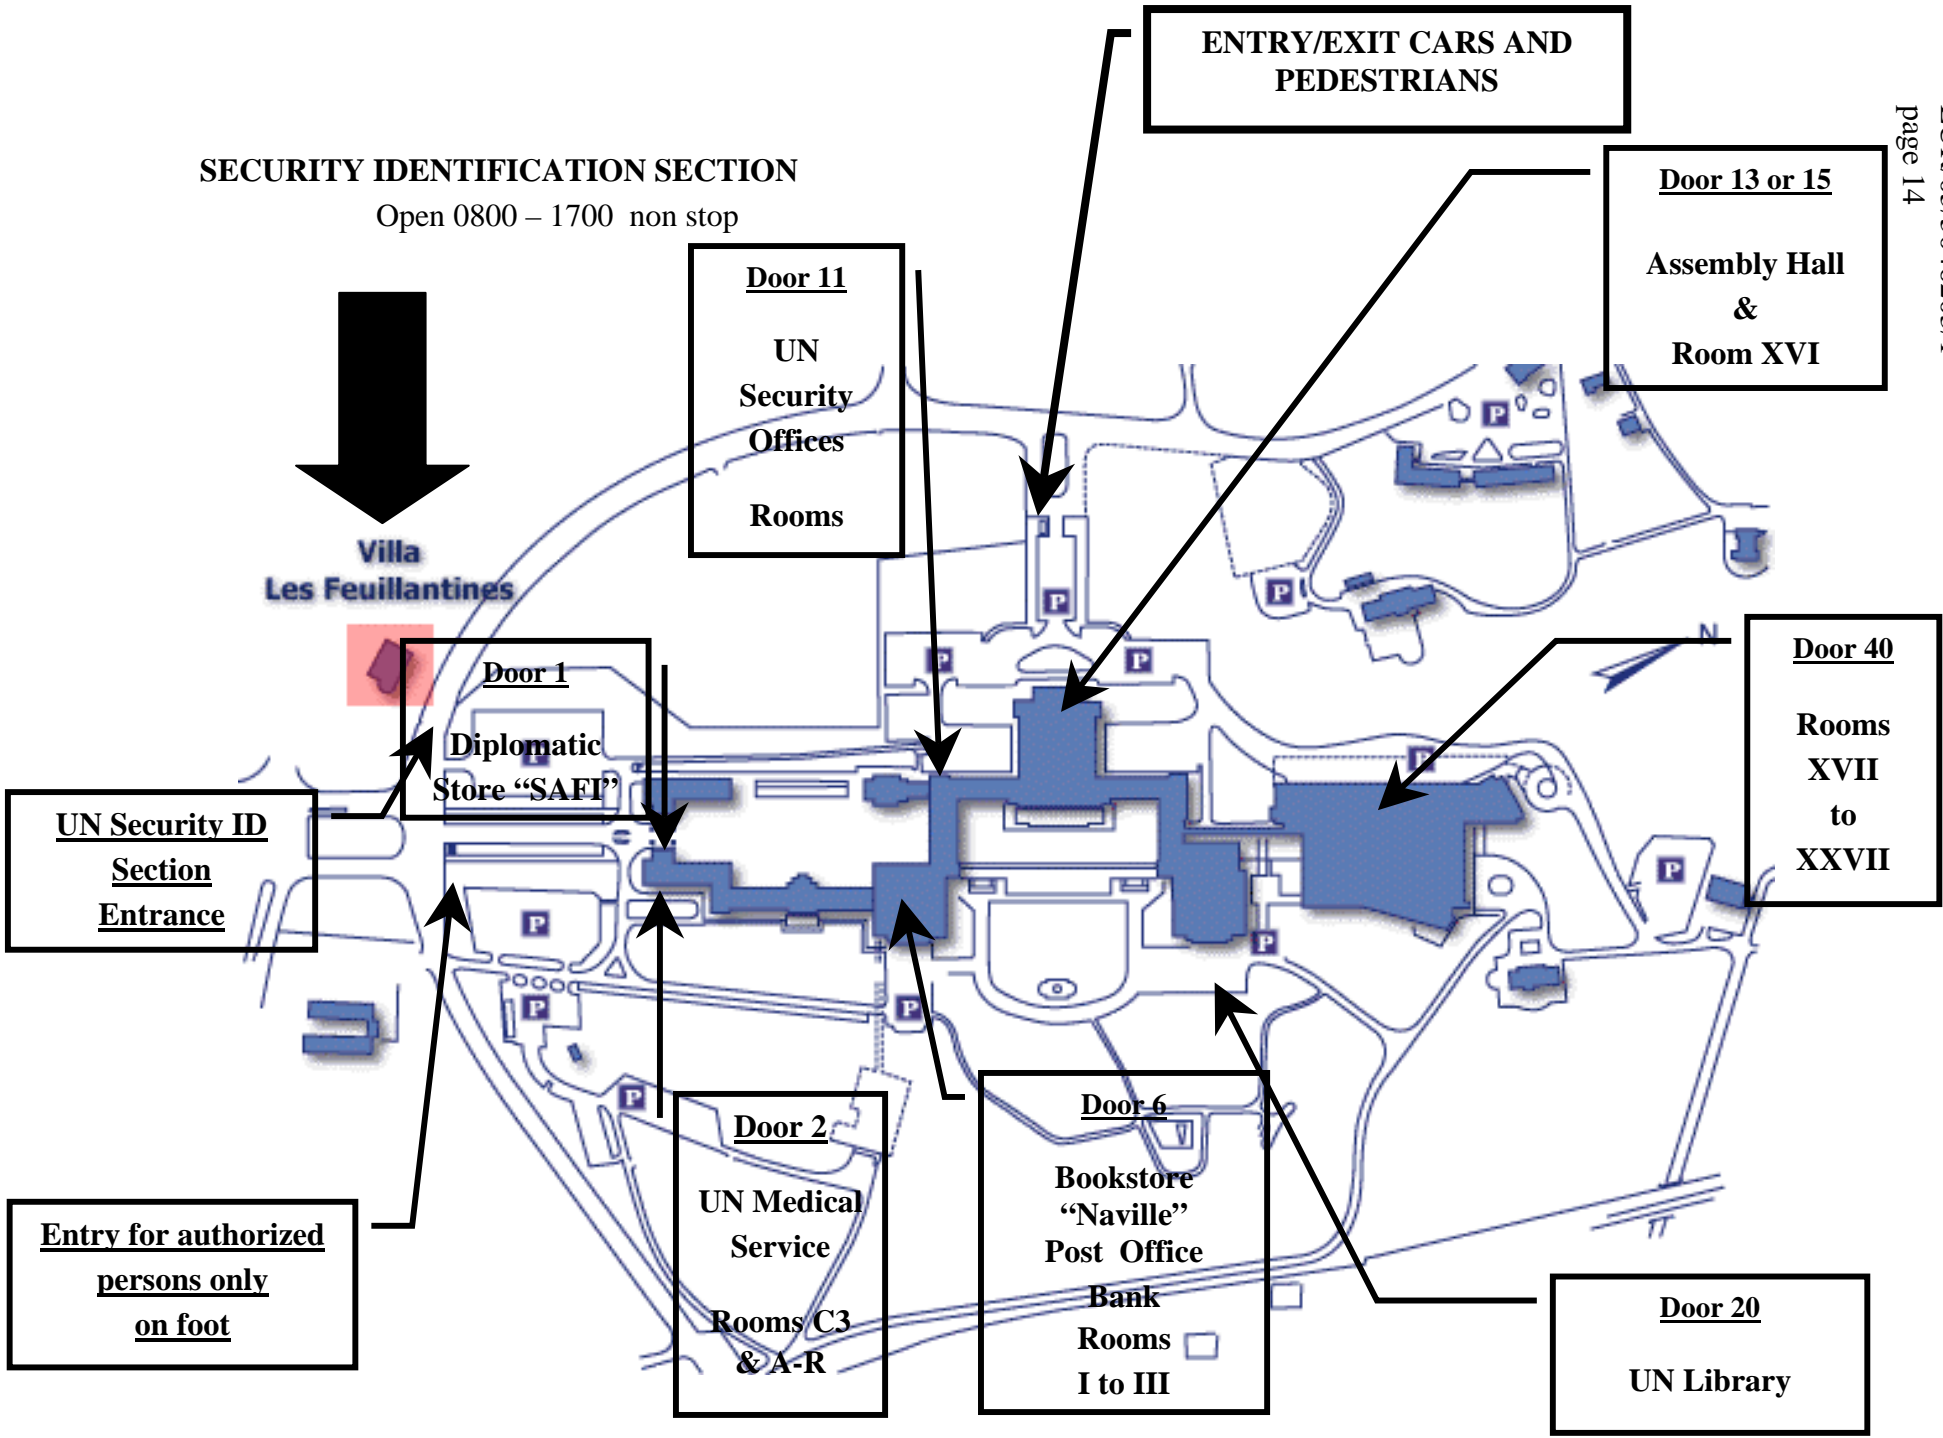 ENTRY/EXIT CARS AND
PEDESTRIANS
page 14
SECURITY IDENTIFICATION SECTION
Open 0800 – 1700 non stop
Door 13 or 15
Assembly Hall
&
Room XVI
Door 11
UN
Security
Offices
Rooms
Villa
Les Feuillantines
Door 1
Diplomatic
Store “SAFI”
N
Door 40
Rooms
XVII
to
XXVII
UN Security ID
Section
Entrance
P
P
P
P
P
P
P
P
P
P
P
P
P
Entry for authorized
persons only
on foot
Door 2
UN Medical
Service
Rooms C3
& A-R
Door 6
Bookstore
“Naville”
Post Office
Bank
Rooms
I to III
Door 20
UN Library